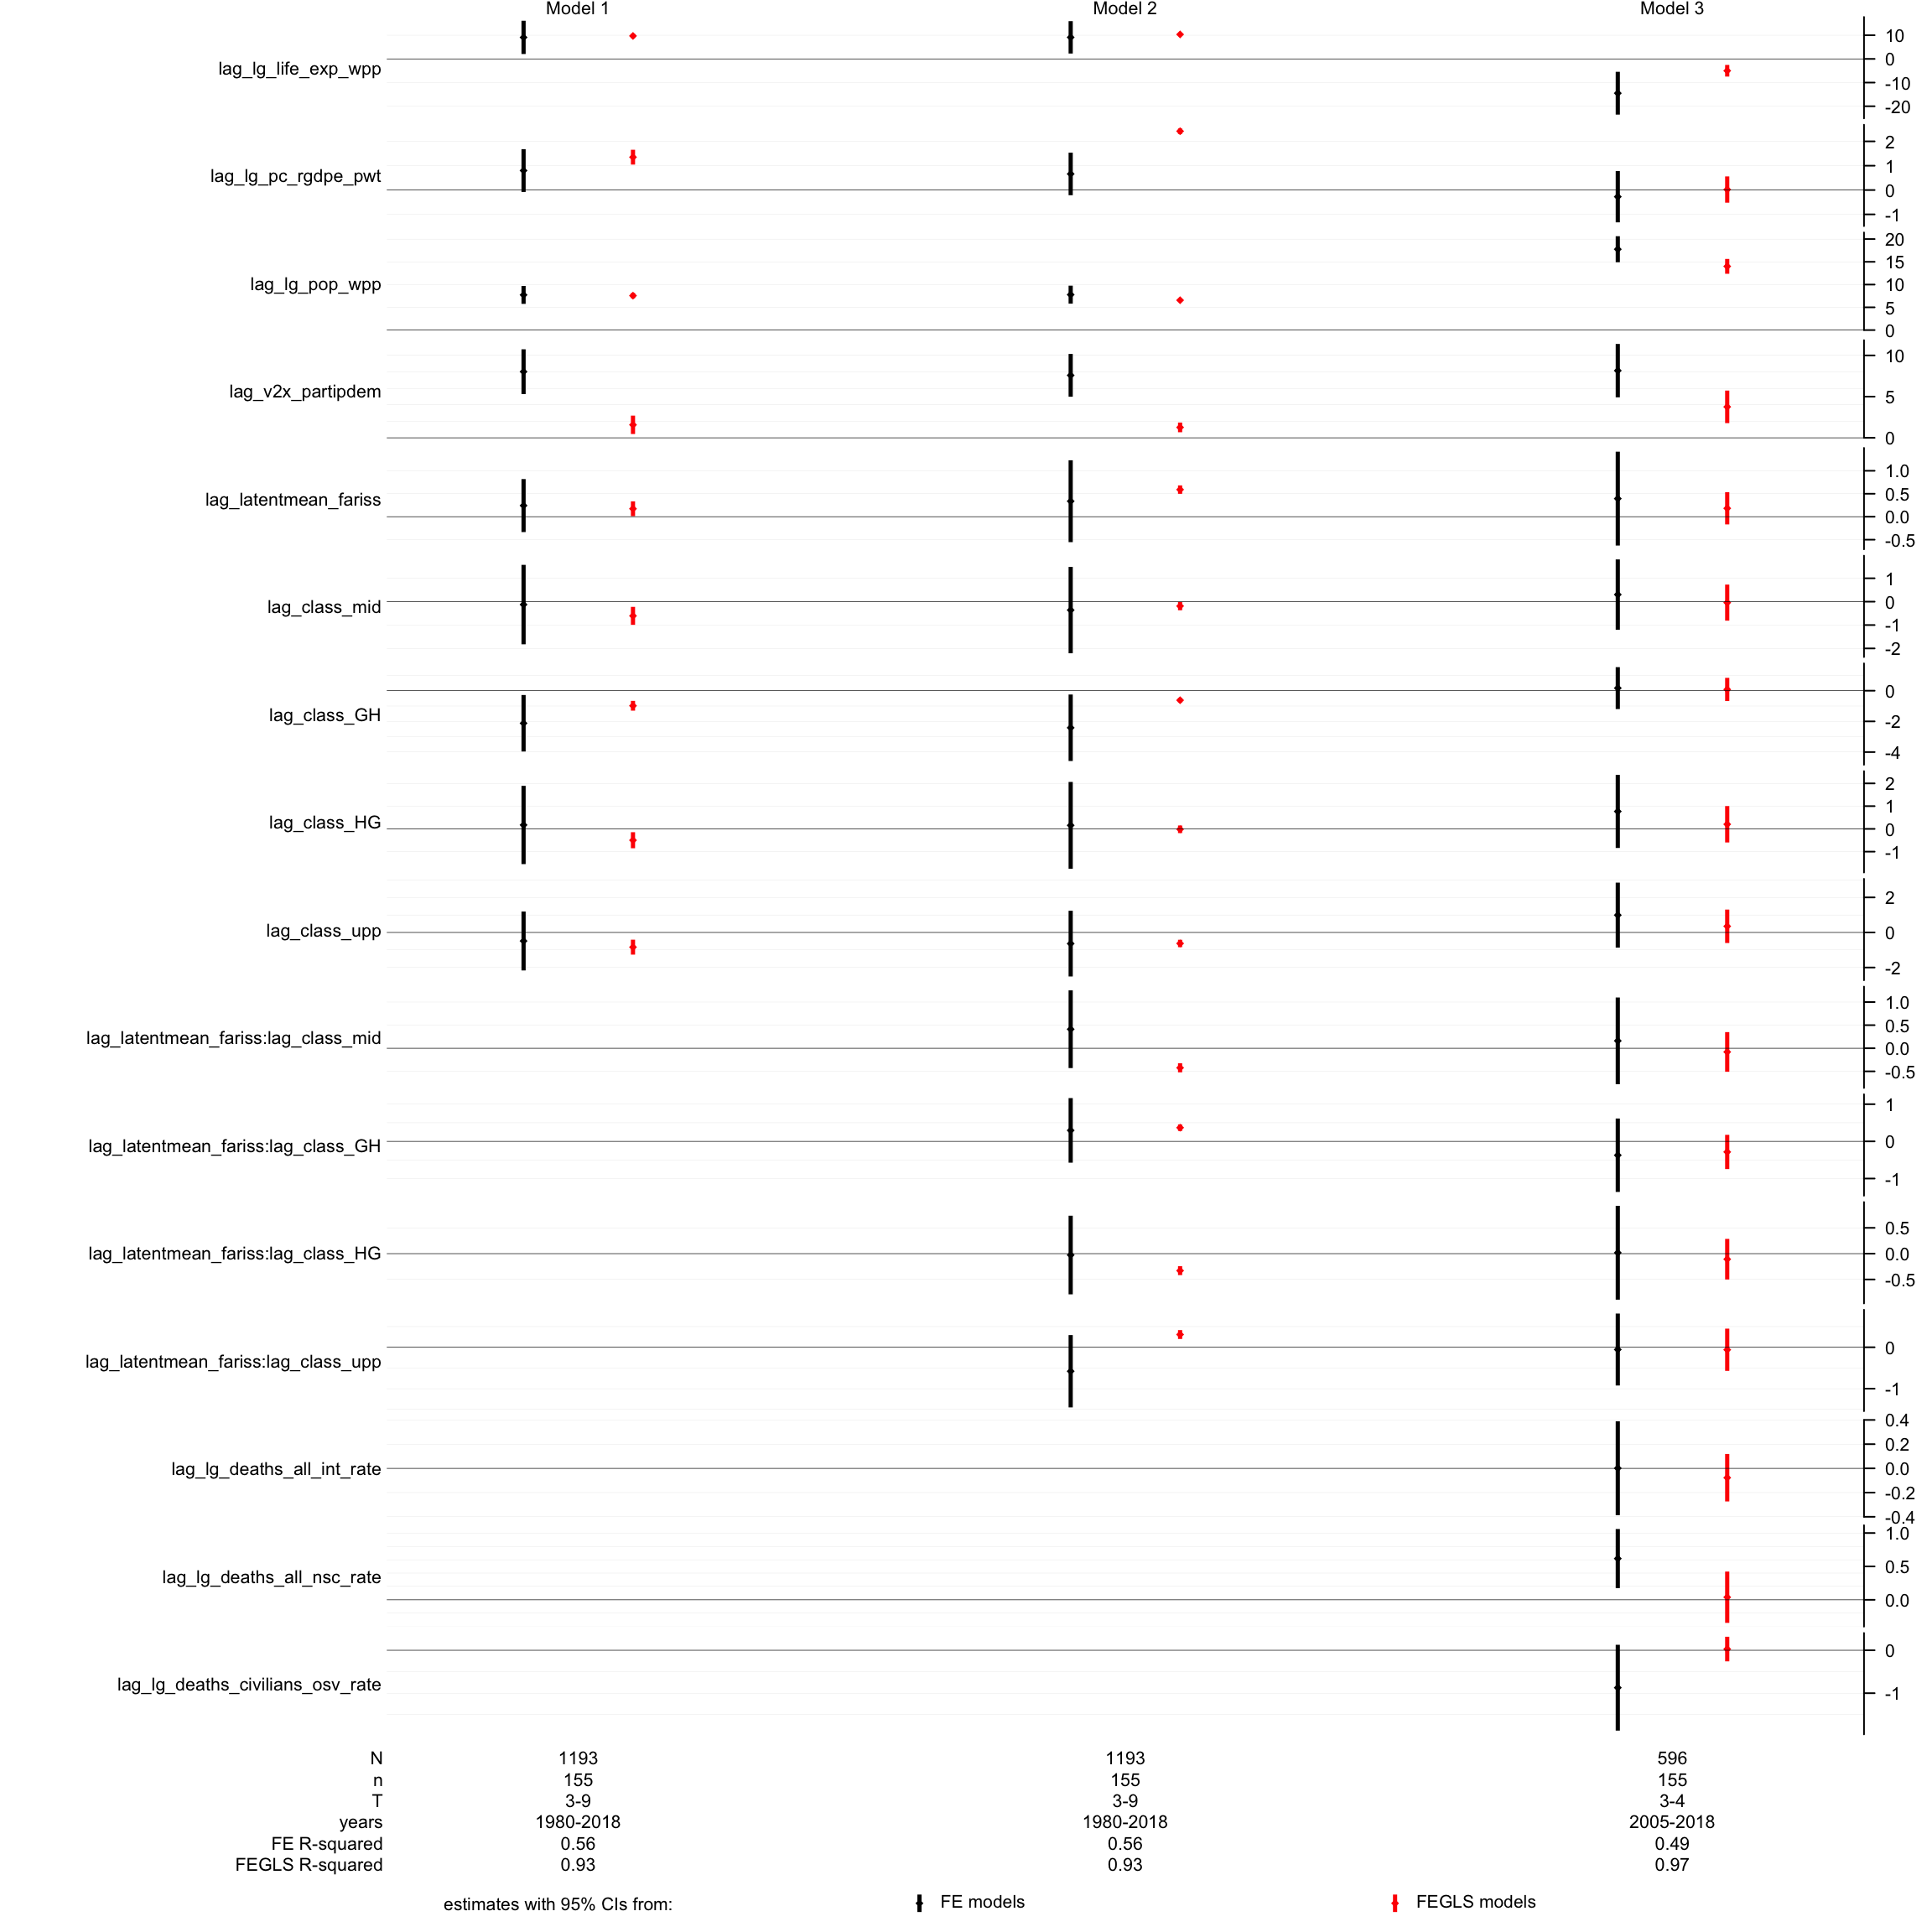 Model 1 Model 2 Model 3
lag_lg_life_exp_wpp
10
0
-10
-20
lag_lg_pc_rgdpe_pwt
2
1
0
-1
lag_lg_pop_wpp
20
15
10
5
0
lag_v2x_partipdem
10
5
0
lag_latentmean_fariss
1.0
0.5
0.0
-0.5
lag_class_mid
1
0
-1
-2
lag_class_GH
0
-2
-4
lag_class_HG
2
1
0
-1
lag_class_upp
2
0
-2
lag_latentmean_fariss:lag_class_mid
1.0
0.5
0.0
-0.5
lag_latentmean_fariss:lag_class_GH
1
0
-1
lag_latentmean_fariss:lag_class_HG
0.5
0.0
-0.5
lag_latentmean_fariss:lag_class_upp
0
-1
lag_lg_deaths_all_int_rate
0.4
0.2
0.0
-0.2
-0.4
lag_lg_deaths_all_nsc_rate
1.0
0.5
0.0
lag_lg_deaths_civilians_osv_rate
0
-1
N 1193 1193 596
n 155 155 155
T 3-9 3-9 3-4
years 1980-2018 1980-2018 2005-2018
FE R-squared 0.56 0.56 0.49
FEGLS R-squared 0.93 0.93 0.97
estimates with 95% CIs from: FE models FEGLS models